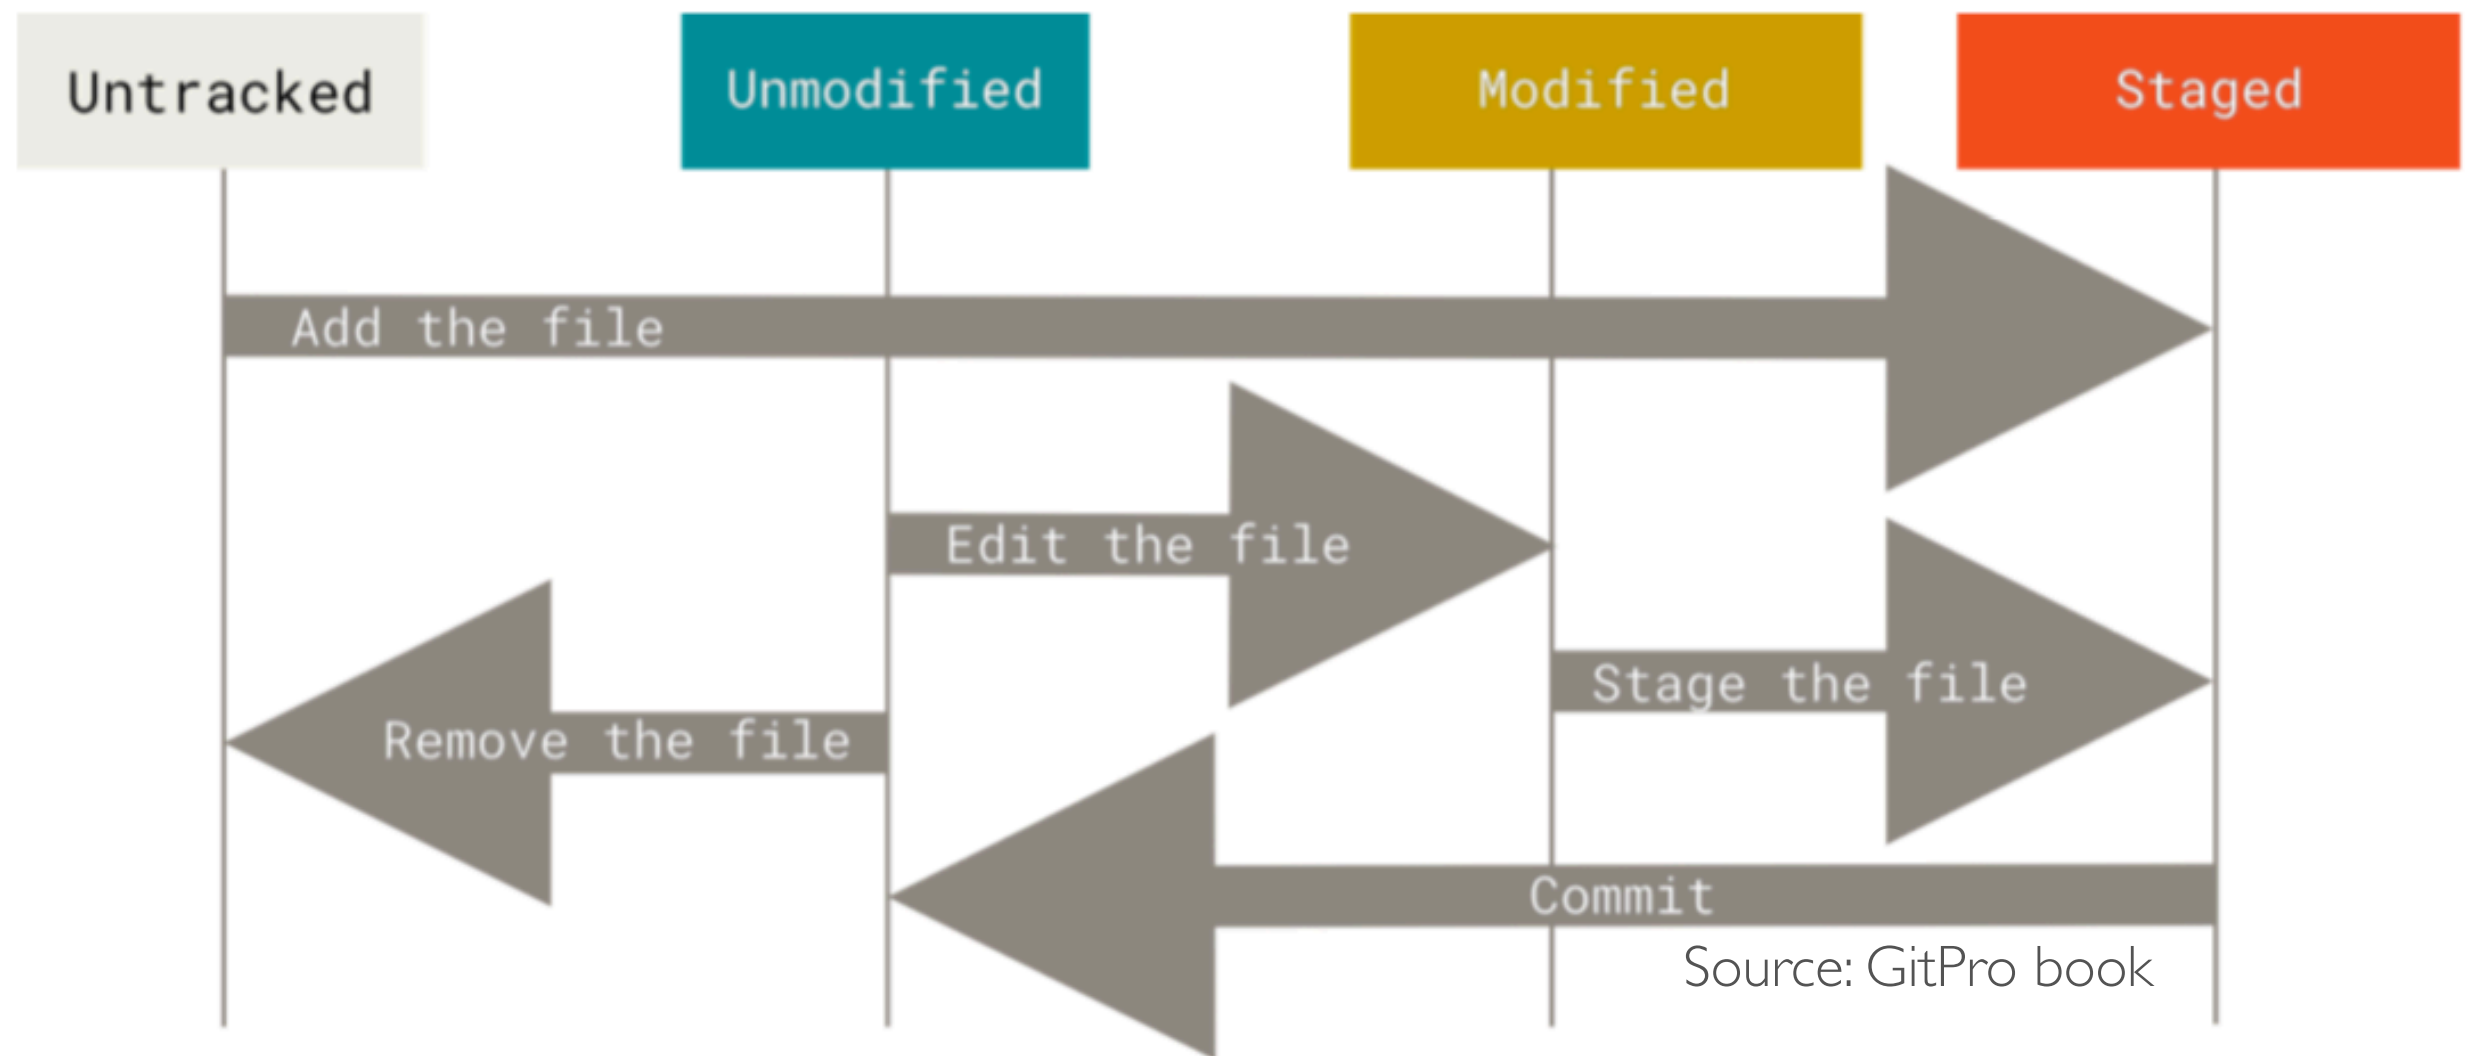 Untracked
Unmodified
Modified
Staged
Add the file
Edit the file
Stage the file
Remove the file
Commit
Source: GitPro book